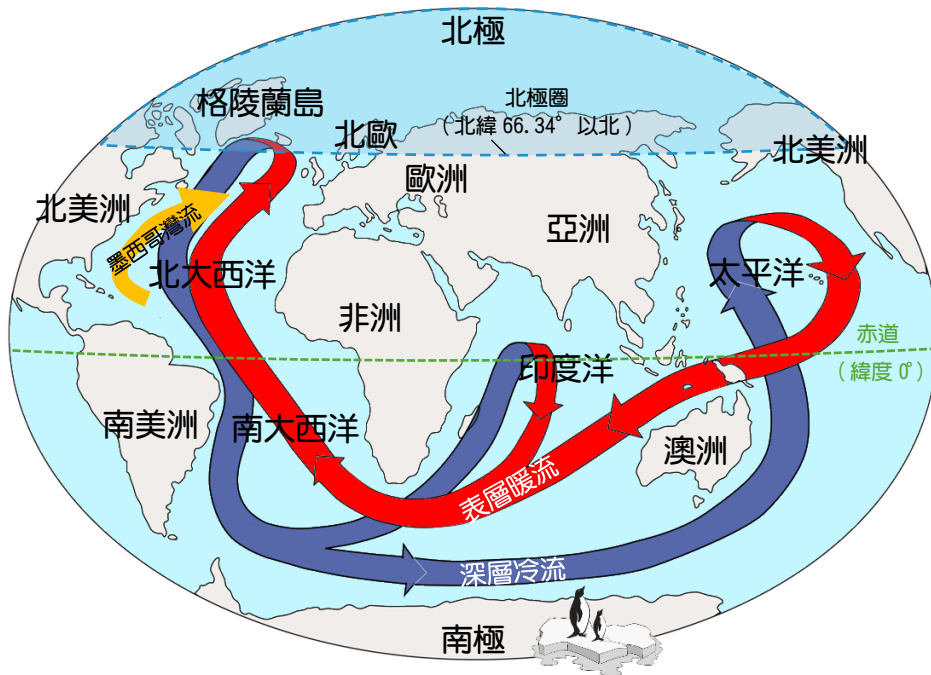 北極
格陵蘭島
北極圈
（北緯 66.34° 以北）
北歐
北美洲
歐洲
北美洲
亞洲
墨西哥灣流
北大西洋
太平洋
非洲
赤道
（緯度 0°）
印度洋
南美洲
南大西洋
澳洲
表層暖流
深層冷流
南極